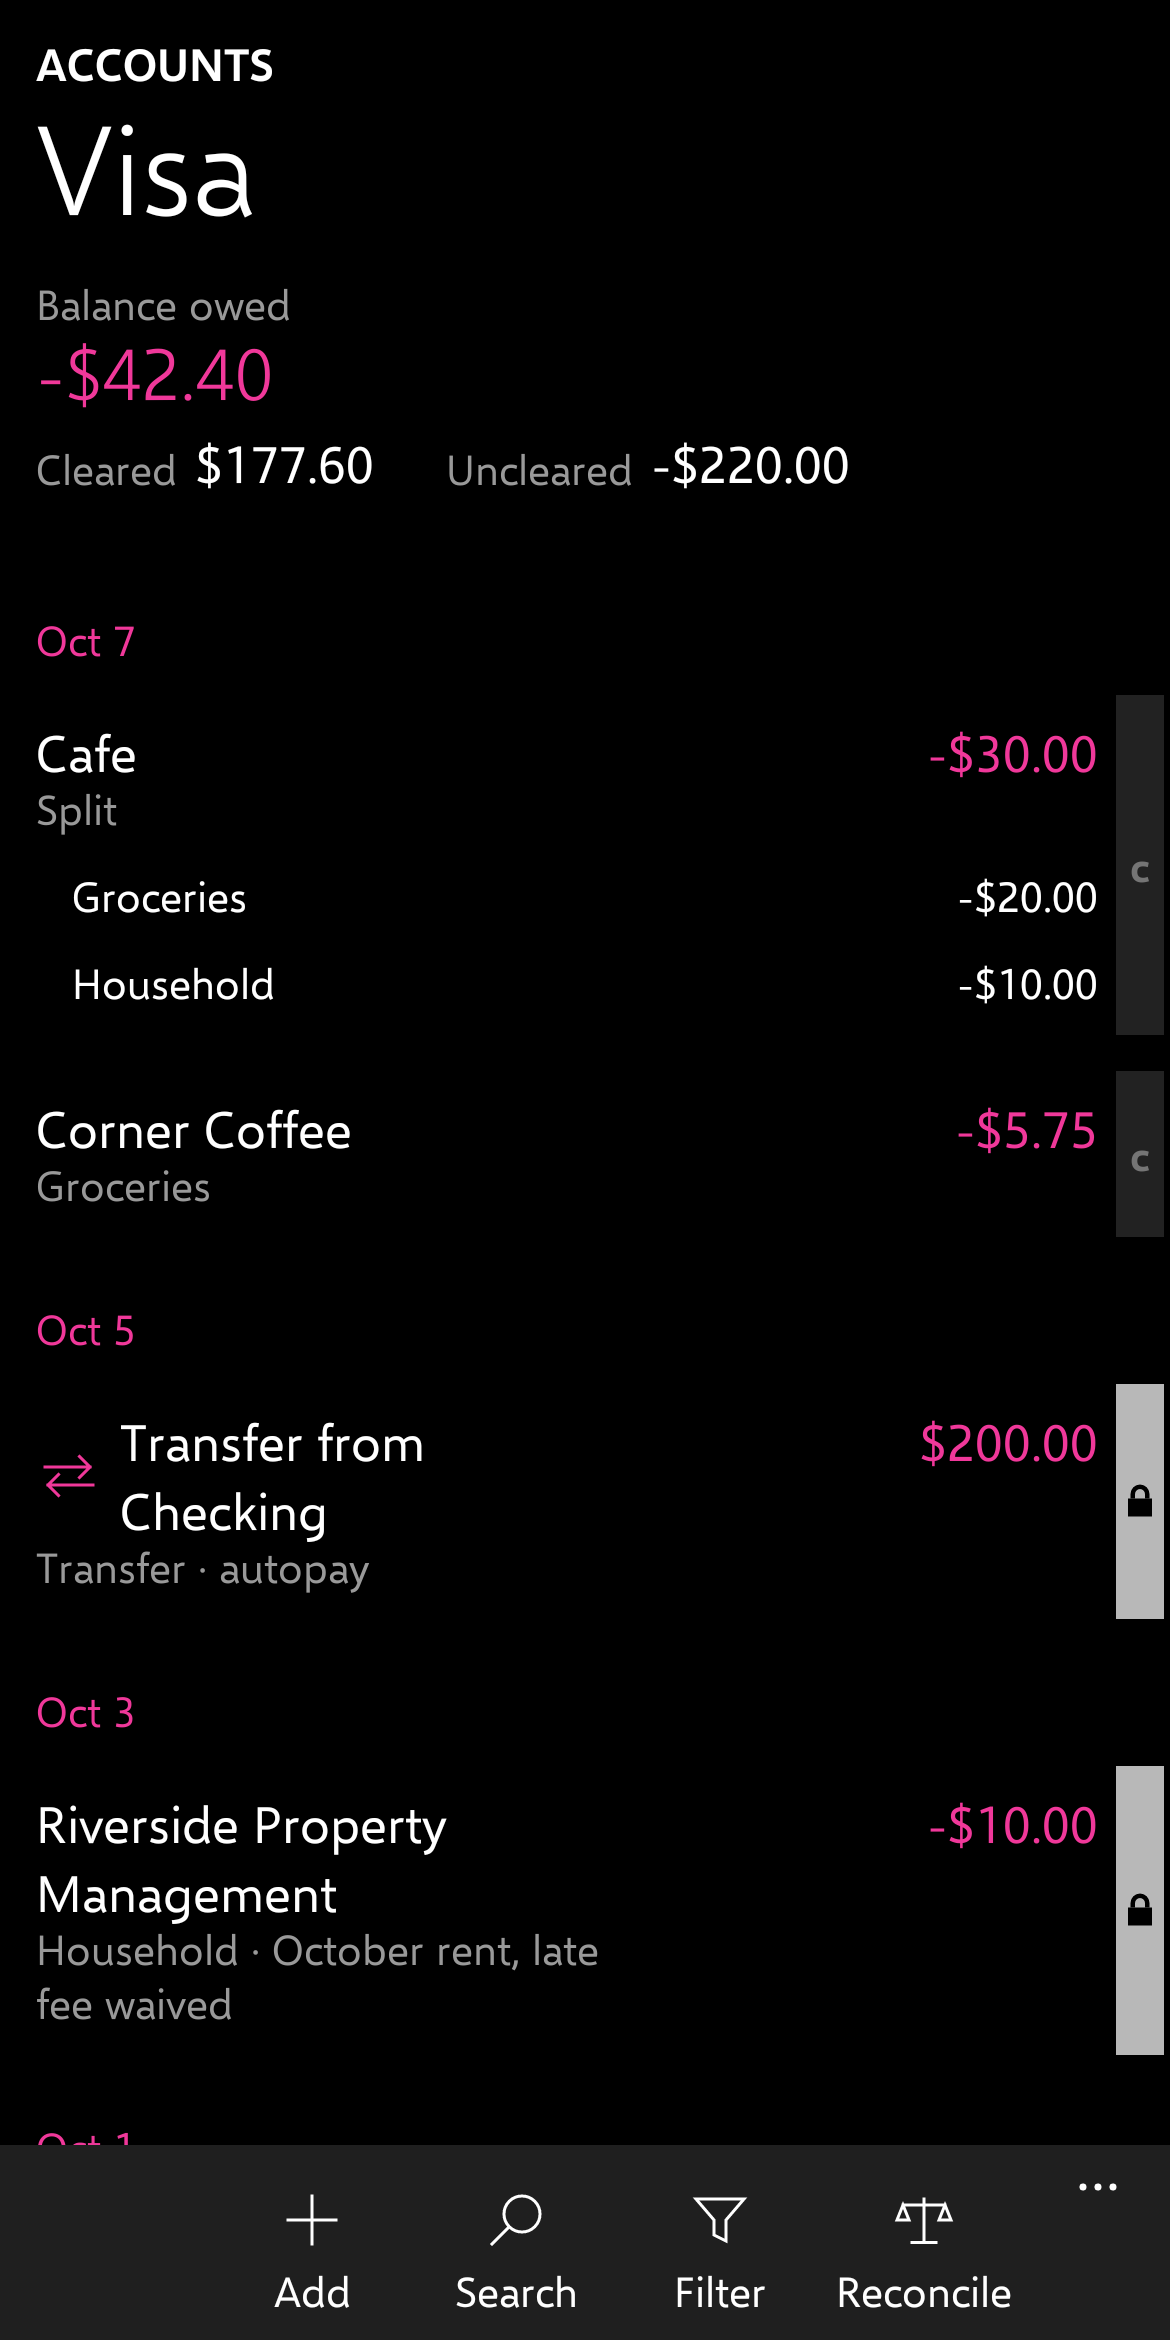 ACCOUNTS
Visa
Balance owed
-$42.40
Cleared $177.60 Uncleared -$220.00
Oct 7
Cafe -$30.00
Split
Groceries -$20.00
c
Household -$10.00
Corner Coffee -$5.75
Groceries c
Oct 5
Transfer from $200.00
Checking
Transfer · autopay
Oct 3
Riverside Property -$10.00
Management
Household · October rent, late
fee waived
Oct 1
Add Search Filter Reconcile